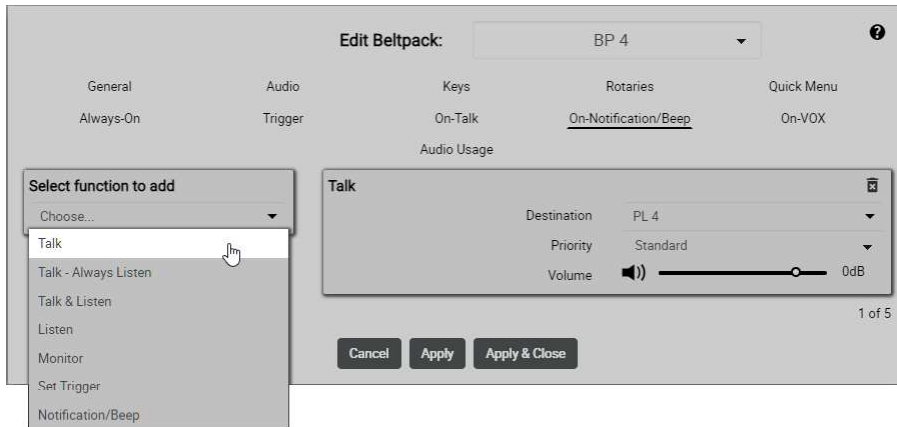 Edit Beltpack: BP 4
General Audio Keys Rotaries Quick Menu
Always-On Trigger On-Talk On-Notification/Beep On-VOX
Audio Usage
Select function to add
Choose...
Talk
Talk - Always Listen
Talk & Listen
Listen
Monitor
Set Trigger
Notification/Beep
Talk
Destination PL 4
Priority Standard
Volume 0dB
1 of 5
Cancel Apply Apply & Close